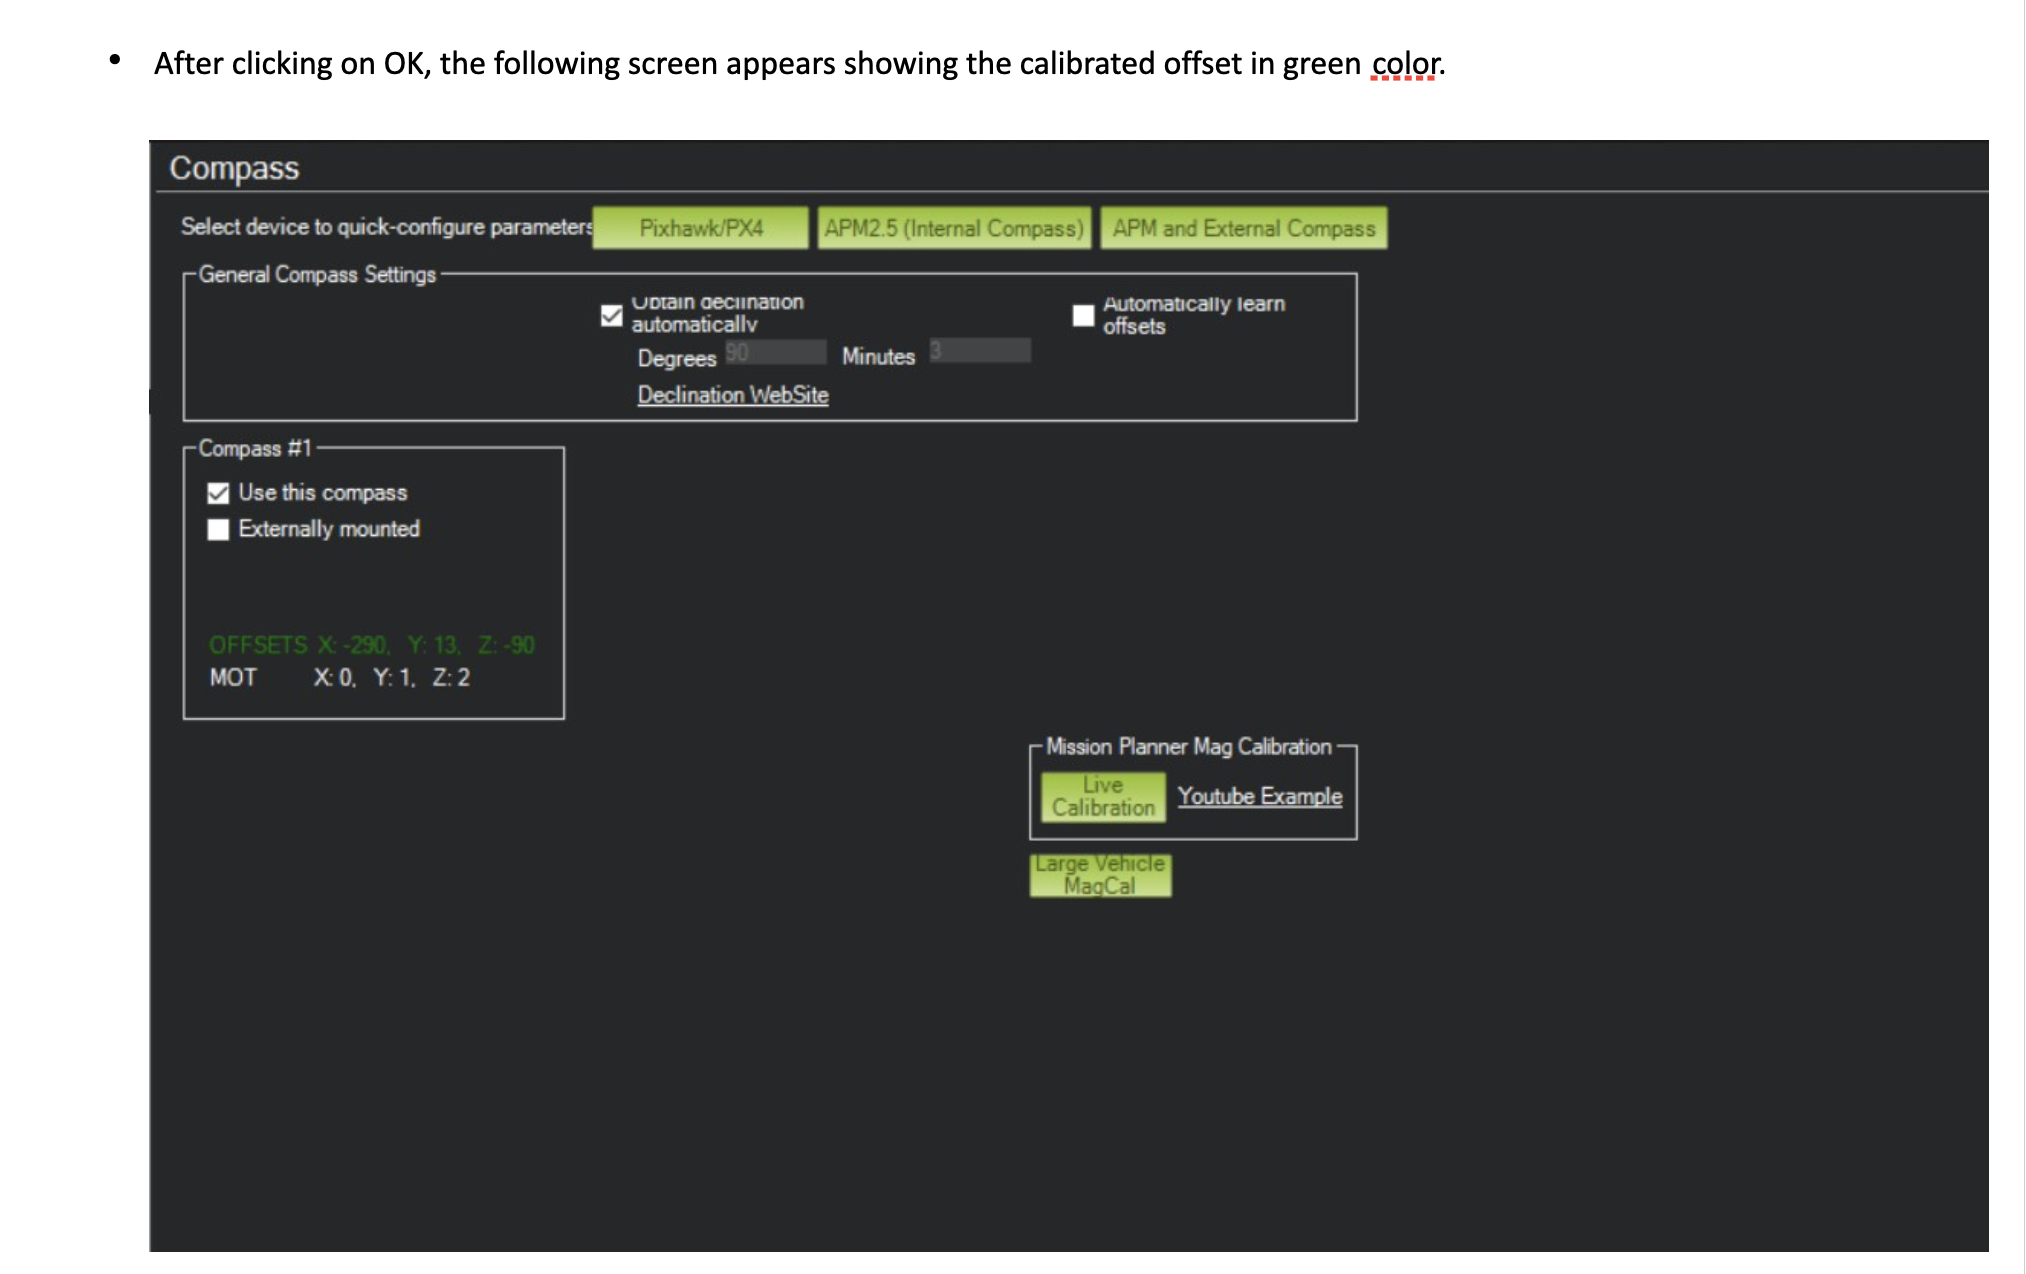 • After clicking on OK, the following screen appears showing the calibrated offset in green color.
Compass
Select device to quick-configure parameters Pixhawk/PX4 APM2.5 (Internal Compass) APM and External Compass
General Compass Settings
Obtain declination
automatically
Automatically learn
offsets
Degrees 90 Minutes 3
Declination WebSite
Compass #1
Use this compass
Externally mounted
OFFSETS X: -290, Y: 13, Z: -90
MOT X: 0, Y: 1, Z: 2
Mission Planner Mag Calibration
Live
Calibration
Youtube Example
Large Vehicle
MagCal